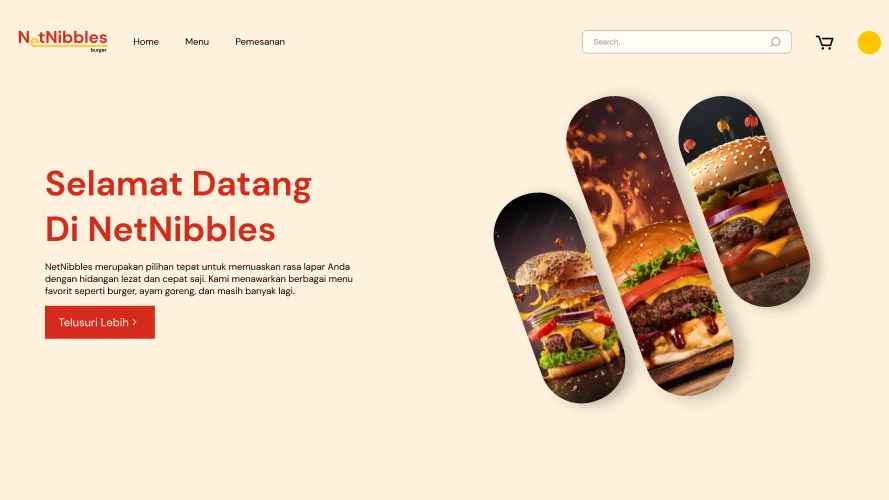 NetNibbles
burger
Home
Menu
Pemesanan
Search...
Selamat Datang
Di NetNibbles
NetNibbles merupakan pilihan tepat untuk memuaskan rasa lapar Anda
dengan hidangan lezat dan cepat saji. Kami menawarkan berbagai menu
favorit seperti burger, ayam goreng, dan masih banyak lagi.
Telusuri Lebih >